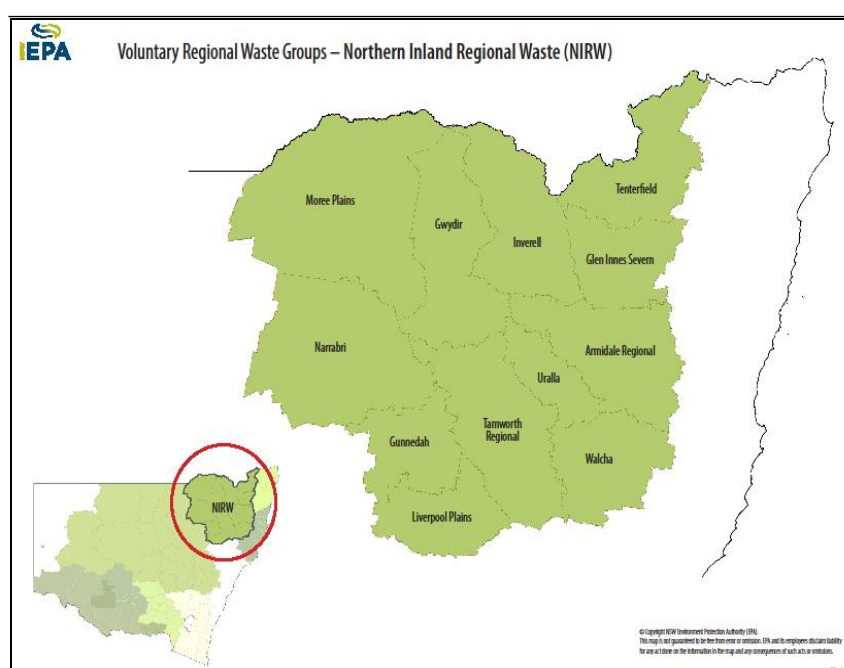 EPA
Voluntary Regional Waste Groups – Northern Inland Regional Waste (NIRW)
Tenterfield
Moree Plains
Gwydir
Inverell
Glen Innes Severn
Narrabri
Armidale Regional
Uralla
Tamworth
Regional
Gunnedah
Walcha
NIRW
Liverpool Plains
© Copyright NSW Environment Protection Authority (EPA).
This map is not guaranteed to be free from error or omission. EPA and its employees disclaim liability
for any act done on the information in the map and any consequences of such acts or omissions.